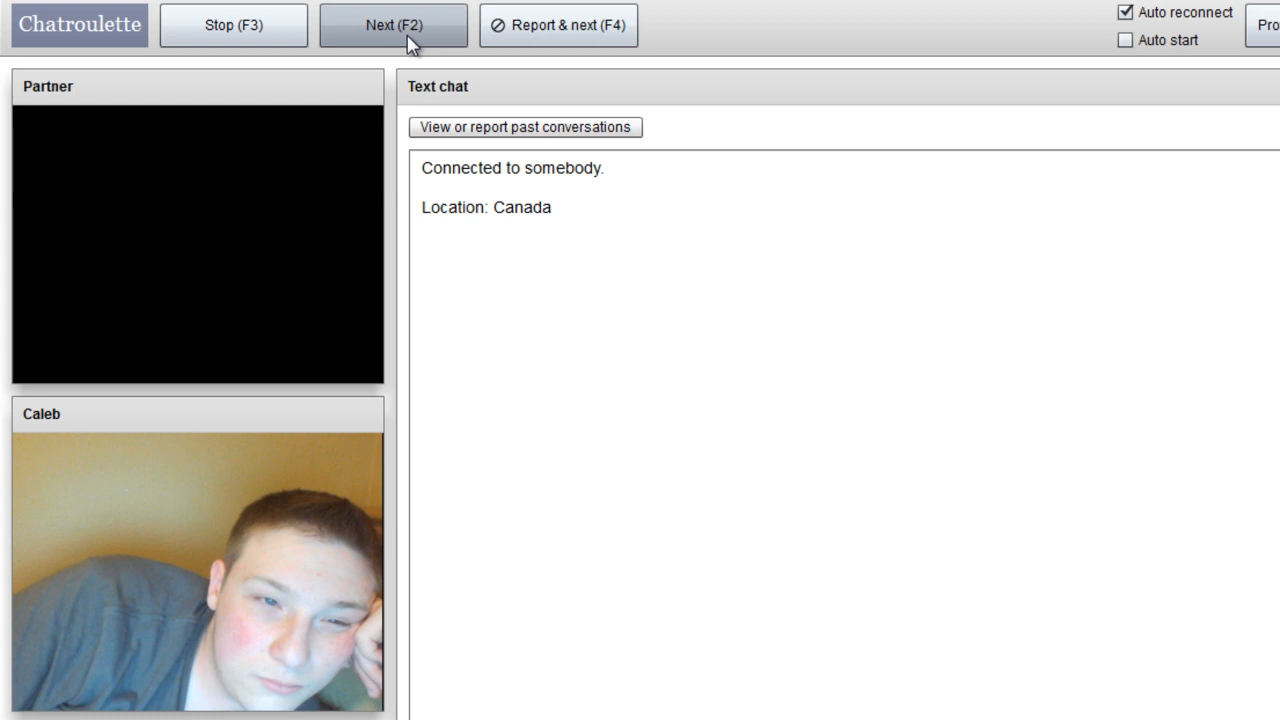 Chatroulette
Stop (F3)
Next (F2)
Report & next (F4)
Auto reconnect
Auto start
Pro
Partner
Text chat
View or report past conversations
Connected to somebody.
Location: Canada
Caleb